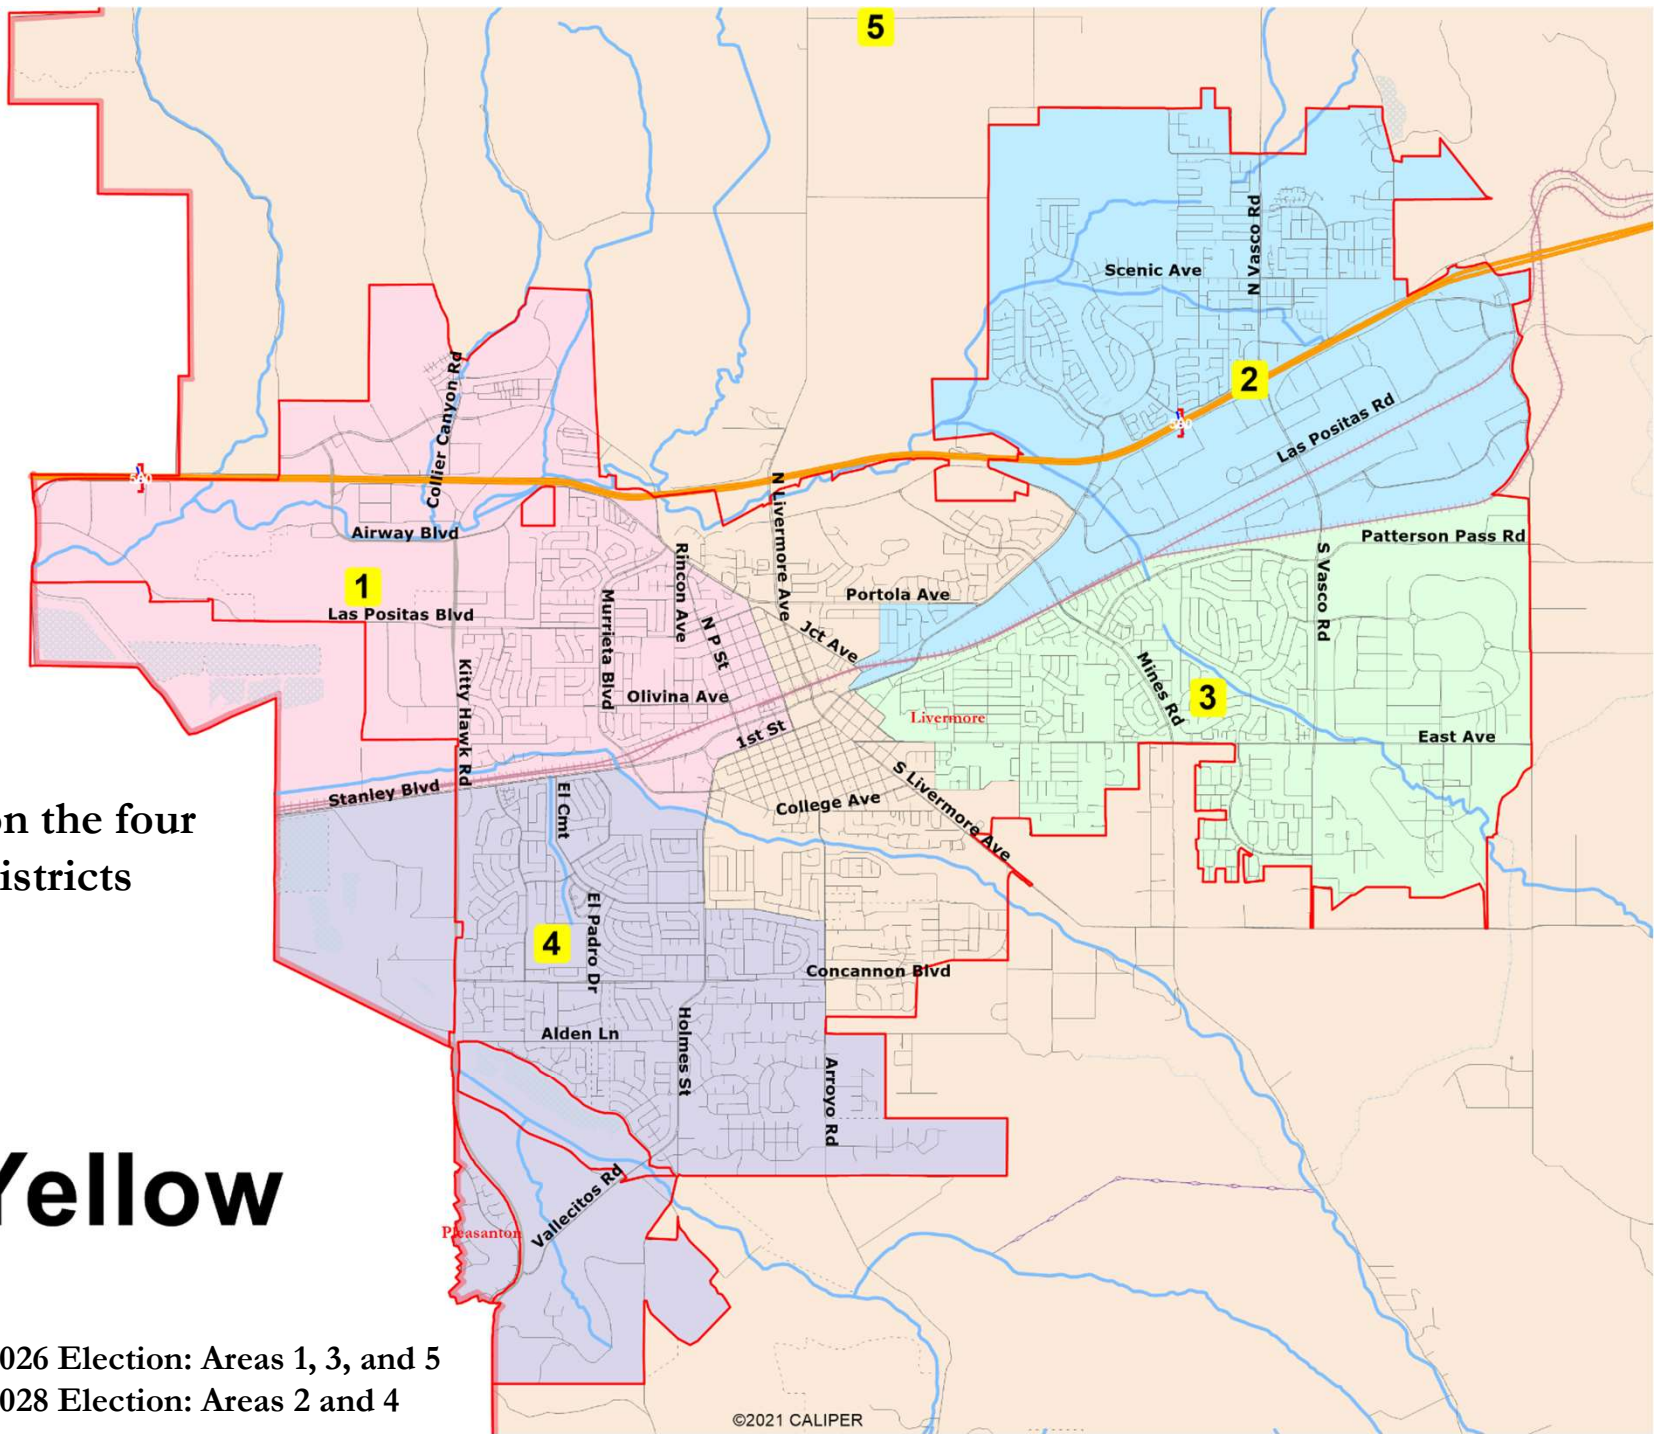 5
N Vasco Rd
Scenic Ave
2
Las Positas Rd
Collier Canyon Rd
580
580
N Livermore Ave
Airway Blvd
Patterson Pass Rd
S Vasco Rd
1
Las Positas Blvd
Rincon Ave
Murrieta Blvd
N P St
Portola Ave
Jct Ave
Kitty Hawk Rd
Olivina Ave
Mines Rd
3
Livermore
1st St
East Ave
Stanley Blvd
El Cmt
College Ave
S Livermore Ave
n the four
istricts
4
El Padro Dr
Concannon Blvd
Alden Ln
Holmes St
Arroyo Rd
Yellow
Vallecitos Rd
Pleasanton
026 Election: Areas 1, 3, and 5
028 Election: Areas 2 and 4
©2021 CALIPER